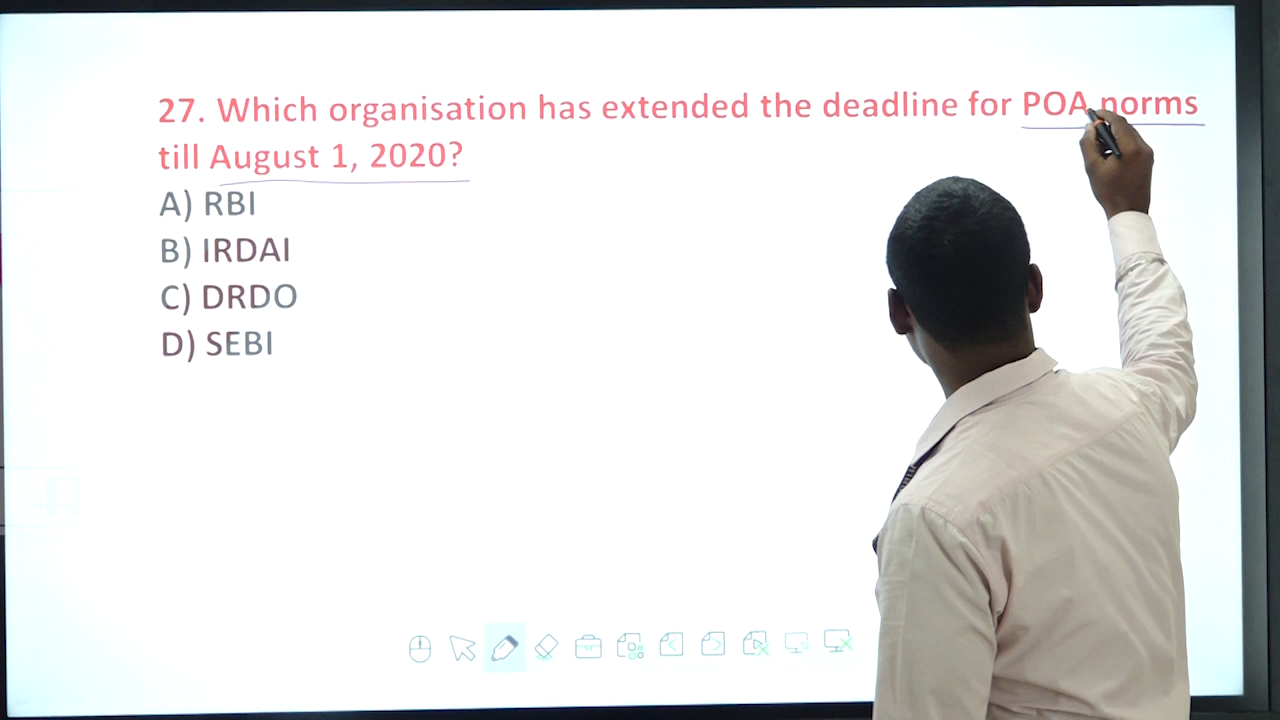 27. Which organisation has extended the deadline for POA norms
till August 1, 2020?
A) RBI
B) IRDAI
C) DRDO
D) SEBI